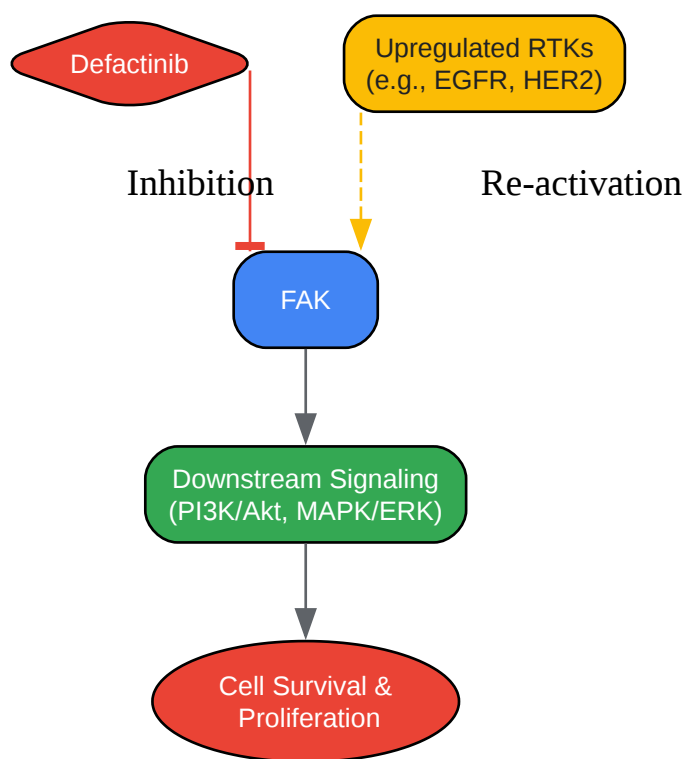 Defactinib
Upregulated RTKs
(e.g., EGFR, HER2)
Inhibition
Re-activation
FAK
Downstream Signaling
(PI3K/Akt, MAPK/ERK)
Cell Survival &
Proliferation